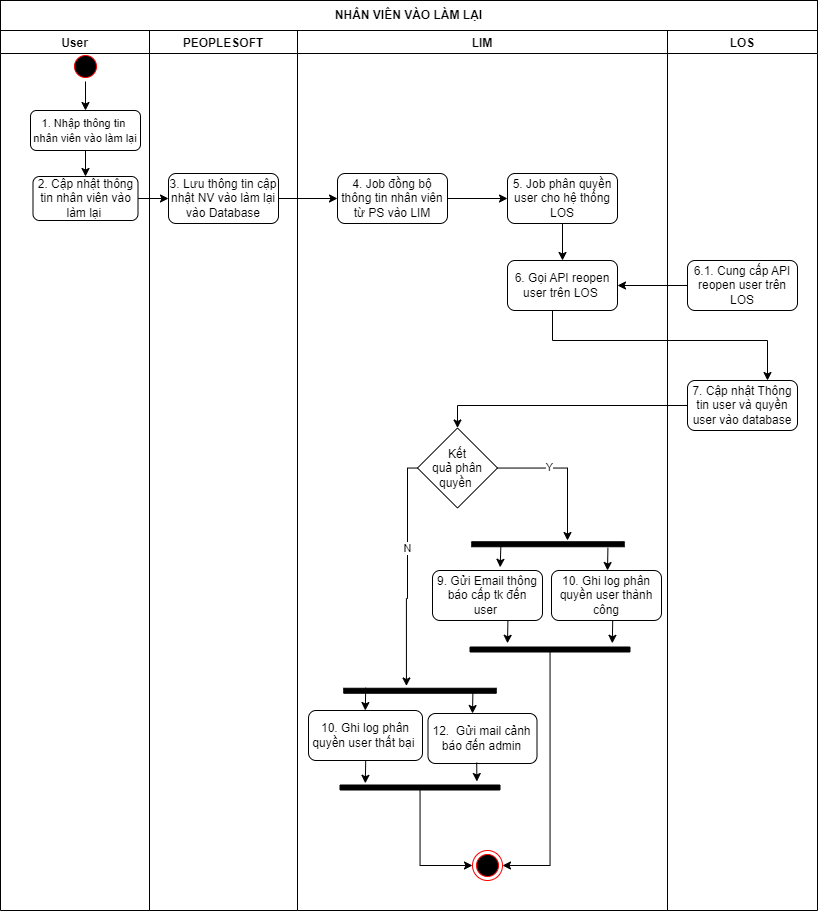 NHÂN VIÊN VÀO LÀM LẠI
User
PEOPLESOFT
LIM
LOS
1. Nhập thông tin
nhân viên vào làm lại
2. Cập nhật thông
tin nhân viên vào
làm lại
3. Lưu thông tin cập
nhật NV vào làm lại
vào Database
4. Job đồng bộ
thông tin nhân viên
từ PS vào LIM
5. Job phân quyền
user cho hệ thống
LOS
6. Gọi API reopen
user trên LOS
6.1. Cung cấp API
reopen user trên
LOS
7. Cập nhật Thông
tin user và quyền
user vào database
Kết
quả phân
quyền
Y
N
9. Gửi Email thông
báo cấp tk đến
user
10. Ghi log phân
quyền user thành
công
10. Ghi log phân
quyền user thất bại
12. Gửi mail cảnh
báo đến admin